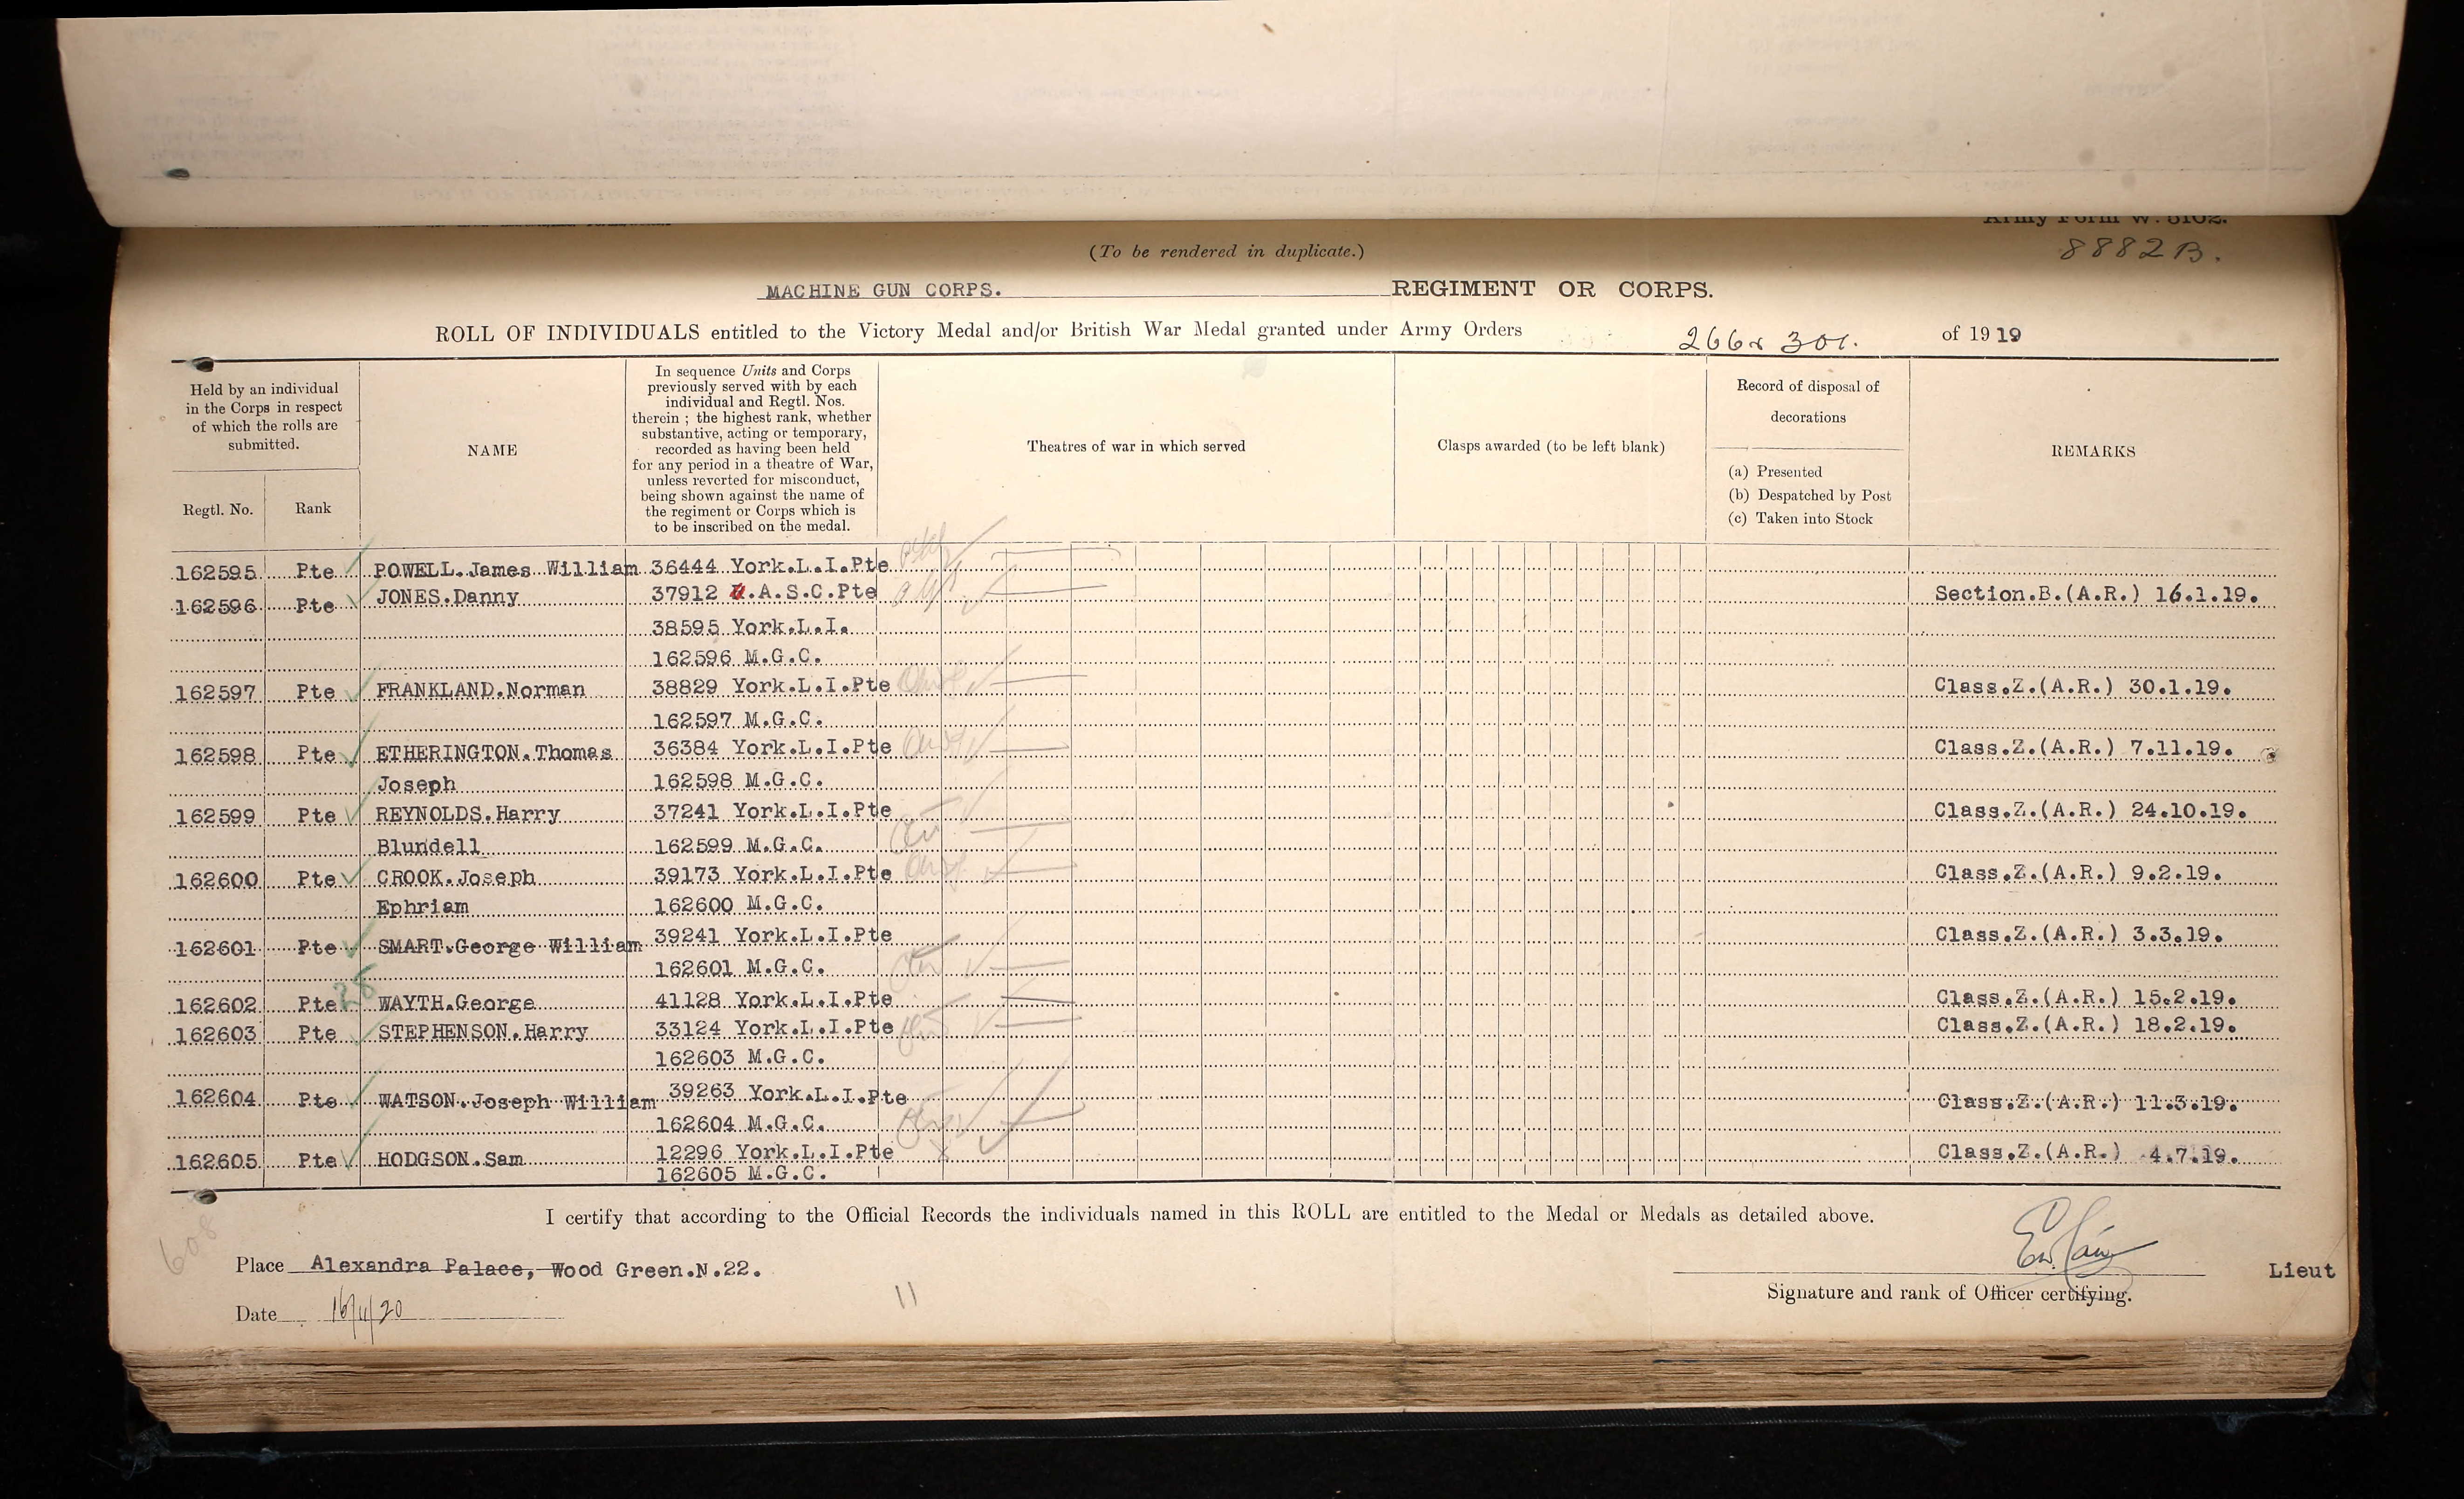 Army Form W. 5102.
8882B.
(To be rendered in duplicate.)
MACHINE GUN CORPS. REGIMENT OR CORPS.
ROLL OF INDIVIDUALS entitled to the Victory Medal and/or British War Medal granted under Army Orders 266 & 301. of 1919
Held by an individual in the Corps in respect of which the rolls are submitted.
Regtl. No. Rank
NAME
In sequence Units and Corps previously served with by each individual and Regtl. Nos. therein ; the highest rank, whether substantive, acting or temporary, recorded as having been held for any period in a theatre of War, unless reverted for misconduct, being shown against the name of the regiment or Corps which is to be inscribed on the medal.
Theatres of war in which served
Clasps awarded (to be left blank)
Record of disposal of decorations
(a) Presented
(b) Despatched by Post
(c) Taken into Stock
REMARKS
162595 Pte POWELL.James William 36444 York.L.I.Pte
162596 Pte JONES.Danny 37912 .A.S.C.Pte Section.B.(A.R.) 16.1.19.
38595 York.L.I.
162596 M.G.C.
162597 Pte FRANKLAND.Norman 38829 York.L.I.Pte Class.Z.(A.R.) 30.1.19.
162597 M.G.C.
162598 Pte ETHERINGTON.Thomas 36384 York.L.I.Pte Class.Z.(A.R.) 7.11.19.
Joseph 162598 M.G.C.
162599 Pte REYNOLDS.Harry 37241 York.L.I.Pte Class.Z.(A.R.) 24.10.19.
Blundell 162599 M.G.C.
162600 Pte CROOK.Joseph 39173 York.L.I.Pte Class.Z.(A.R.) 9.2.19.
Ephriam 162600 M.G.C.
162601 Pte SMART.George William 39241 York.L.I.Pte Class.Z.(A.R.) 3.3.19.
162601 M.G.C.
162602 Pte 28 WAYTH.George 41128 York.L.I.Pte Class.Z.(A.R.) 15.2.19.
162603 Pte STEPHENSON.Harry 33124 York.L.I.Pte Class.Z.(A.R.) 18.2.19.
162603 M.G.C.
162604 Pte WATSON.Joseph William 39263 York.L.I.Pte Class.Z.(A.R.) 11.3.19.
162604 M.G.C.
162605 Pte HODGSON.Sam 12296 York.L.I.Pte Class.Z.(A.R.) 4.7.19.
162605 M.G.C.
I certify that according to the Official Records the individuals named in this ROLL are entitled to the Medal or Medals as detailed above.
608
Place Alexandra Palace, Wood Green.N.22.
Lieut
Signature and rank of Officer certifying.
Date 16/4/20
11